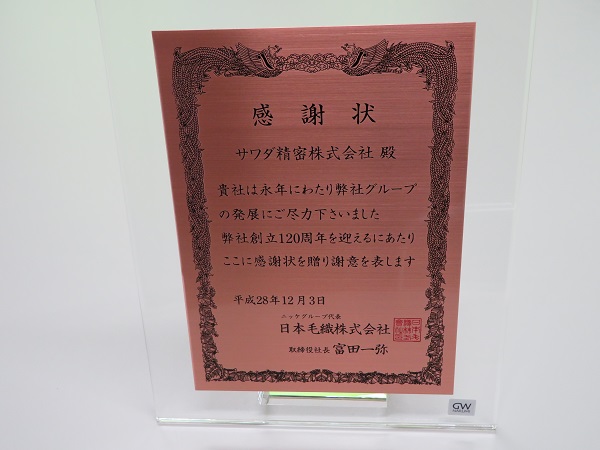 感謝状
サワダ精密株式会社 殿
貴社は永年にわたり弊社グループ
の発展にご尽力下さいました
弊社創立120周年を迎えるにあたり
ここに感謝状を贈り謝意を表します
平成28年12月3日
ニッケグループ代表
日本毛織株式会社
取締役社長 富田一弥
GW